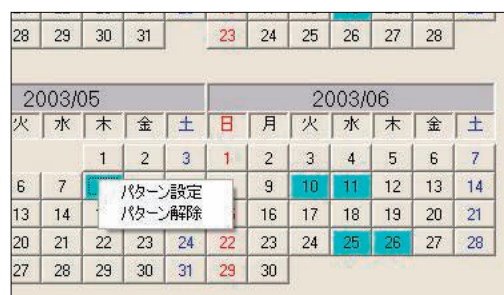 28 29 30 31 23 24 25 26 27 28
2003/05 2003/06
火 水 木 金 土 日 月 火 水 木 金 土
1 2 3 1 2 3 4 5 6 7
6 7 パターン設定 9 10 11 12 13 14
13 14 パターン解除 16 17 18 19 20 21
20 21 22 23 24 22 23 24 25 26 27 28
27 28 29 30 31 29 30